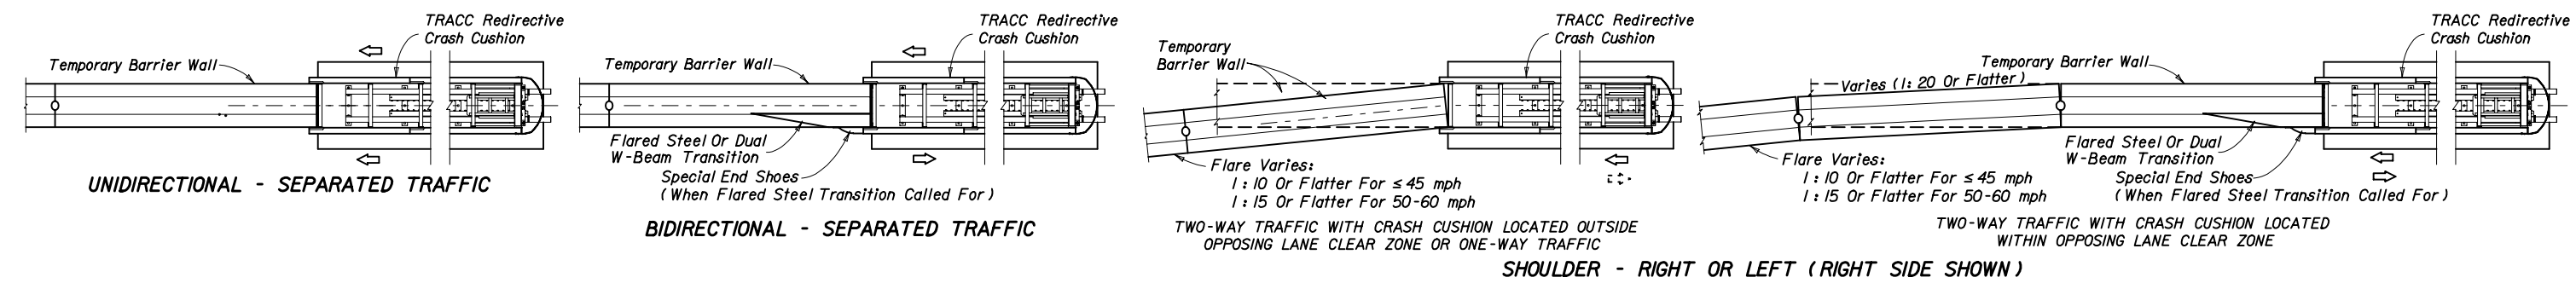 TRACC Redirective
Crash Cushion
Temporary Barrier Wall
UNIDIRECTIONAL - SEPARATED TRAFFIC
TRACC Redirective
Crash Cushion
Temporary Barrier Wall
Flared Steel Or Dual
W-Beam Transition
Special End Shoes
(When Flared Steel Transition Called For)
BIDIRECTIONAL - SEPARATED TRAFFIC
TRACC Redirective
Crash Cushion
Temporary
Barrier Wall
Flare Varies:
1:10 Or Flatter For ≤ 45 mph
1:15 Or Flatter For 50-60 mph
TWO-WAY TRAFFIC WITH CRASH CUSHION LOCATED OUTSIDE
OPPOSING LANE CLEAR ZONE OR ONE-WAY TRAFFIC
TRACC Redirective
Crash Cushion
Temporary Barrier Wall
Varies (1:20 Or Flatter)
Flared Steel Or Dual
W-Beam Transition
Special End Shoes
(When Flared Steel Transition Called For)
Flare Varies:
1:10 Or Flatter For ≤ 45 mph
1:15 Or Flatter For 50-60 mph
TWO-WAY TRAFFIC WITH CRASH CUSHION LOCATED
WITHIN OPPOSING LANE CLEAR ZONE
SHOULDER - RIGHT OR LEFT (RIGHT SIDE SHOWN)